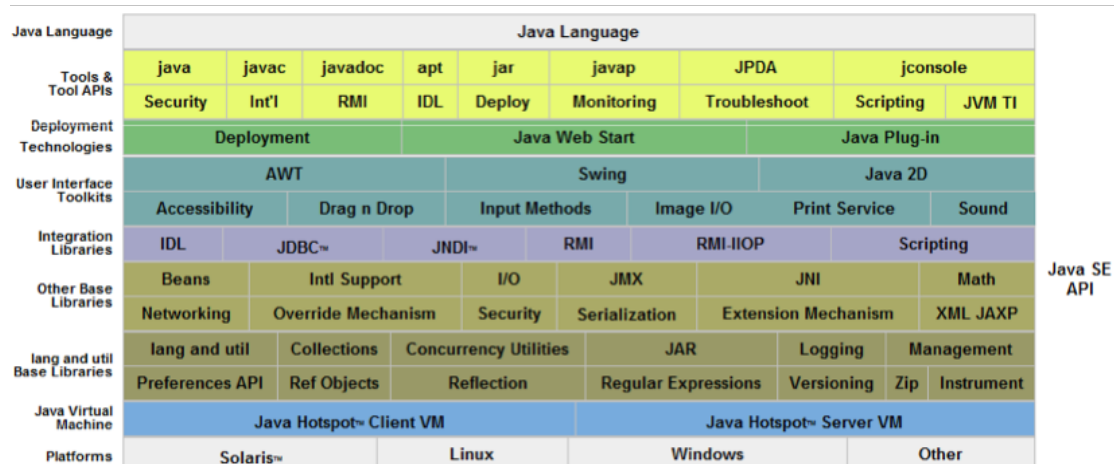 Java Language Java Language
Tools & Tool APIs
java javac javadoc apt jar javap JPDA jconsole
Security Int'l RMI IDL Deploy Monitoring Troubleshoot Scripting JVM TI
Deployment Technologies
Deployment Java Web Start Java Plug-in
User Interface Toolkits
AWT Swing Java 2D
Accessibility Drag n Drop Input Methods Image I/O Print Service Sound
Integration Libraries
IDL JDBC™ JNDI™ RMI RMI-IIOP Scripting
Other Base Libraries
Beans Intl Support I/O JMX JNI Math
Networking Override Mechanism Security Serialization Extension Mechanism XML JAXP
lang and util Base Libraries
lang and util Collections Concurrency Utilities JAR Logging Management
Preferences API Ref Objects Reflection Regular Expressions Versioning Zip Instrument
Java Virtual Machine
Java Hotspot™ Client VM Java Hotspot™ Server VM
Platforms Solaris™ Linux Windows Other
Java SE API